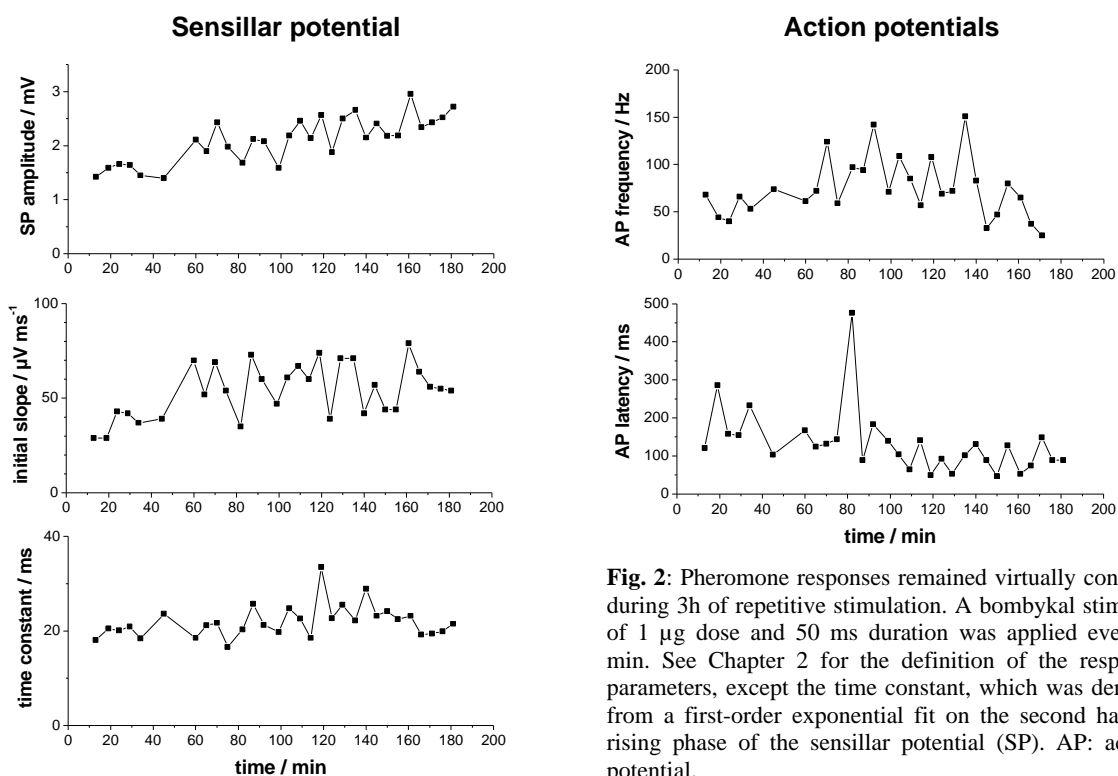 Sensillar potential
SP amplitude / mV
3
2
1
0
0 20 40 60 80 100 120 140 160 180 200
initial slope / µV ms⁻¹
100
50
0
0 20 40 60 80 100 120 140 160 180 200
time constant / ms
40
20
0
0 20 40 60 80 100 120 140 160 180 200
time / min
Action potentials
AP frequency / Hz
200
150
100
50
0
0 20 40 60 80 100 120 140 160 180 200
AP latency / ms
500
400
300
200
100
0
0 20 40 60 80 100 120 140 160 180 200
time / min
Fig. 2: Pheromone responses remained virtually con
during 3h of repetitive stimulation. A bombykal stim
of 1 µg dose and 50 ms duration was applied eve
min. See Chapter 2 for the definition of the resp
parameters, except the time constant, which was der
from a first-order exponential fit on the second ha
rising phase of the sensillar potential (SP). AP: ac
potential.